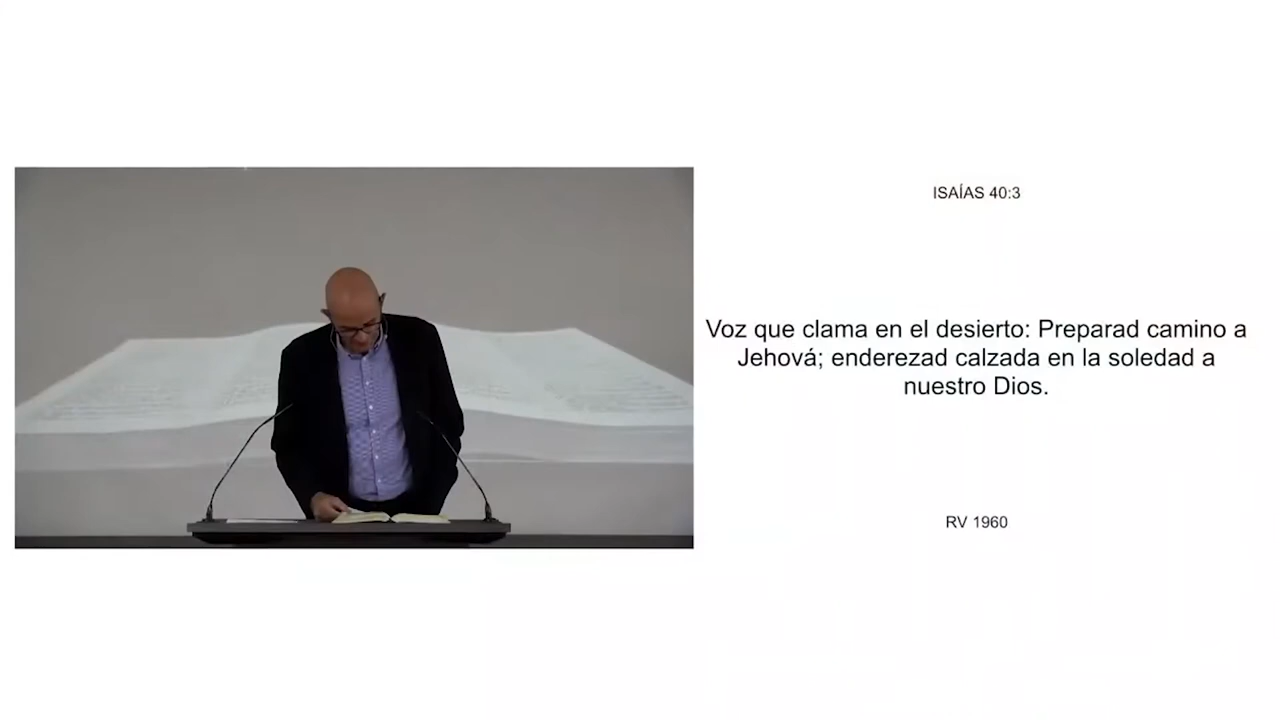 ISAÍAS 40:3
Voz que clama en el desierto: Preparad camino a
Jehová; enderezad calzada en la soledad a
nuestro Dios.
RV 1960